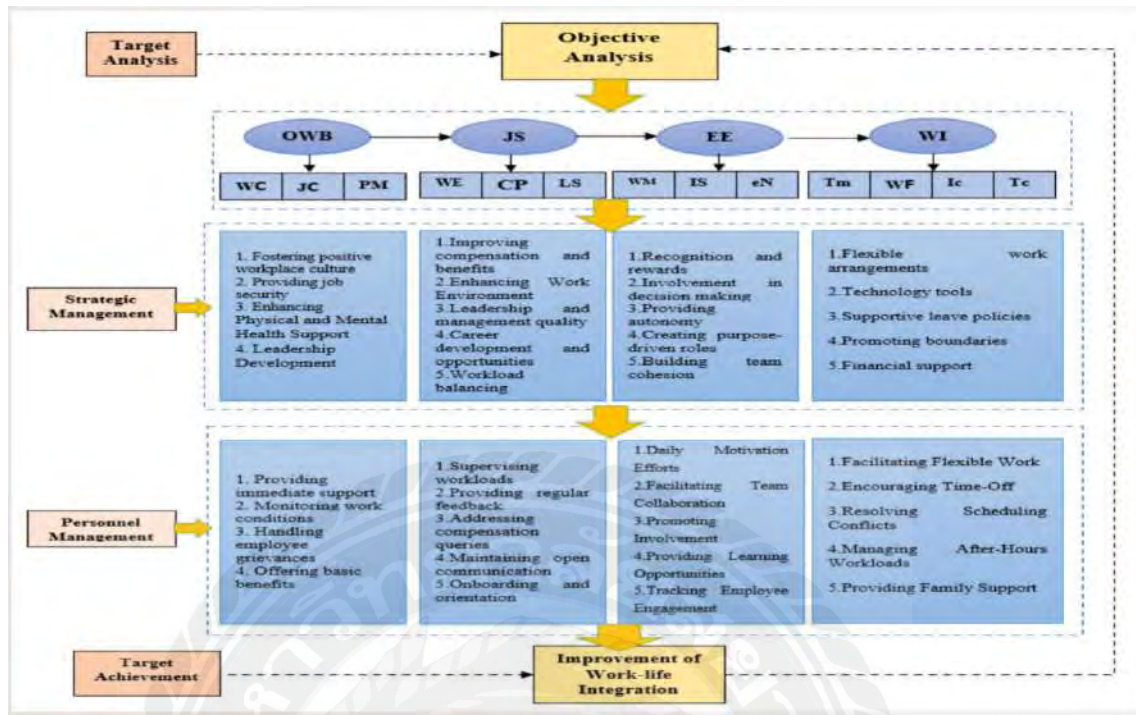 Target
Analysis
Objective
Analysis
OWB
JS
EE
WI
WC
JC
PM
WE
CP
LS
WM
IS
eN
Tm
WF
Ic
Tc
Strategic
Management
1. Fostering positive
workplace culture
2. Providing job
security
3. Enhancing
Physical and Mental
Health Support
4. Leadership
Development
1.Improving
compensation and
benefits
2.Enhancing Work
Environment
3.Leadership and
management quality
4.Career
development and
opportunities
5.Workload
balancing
1.Recognition and
rewards
2.Involvement in
decision making
3.Providing
autonomy
4.Creating purpose-
driven roles
5.Building team
cohesion
1.Flexible work
arrangements
2.Technology tools
3.Supportive leave policies
4.Promoting boundaries
5.Financial support
Personnel
Management
1. Providing
immediate support
2. Monitoring work
conditions
3. Handling
employee
grievances
4. Offering basic
benefits
1.Supervising
workloads
2.Providing regular
feedback
3.Addressing
compensation
queries
4.Maintaining open
communication
5.Onboarding and
orientation
1.Daily Motivation
Efforts
2.Facilitating Team
Collaboration
3.Promoting
Involvement
4.Providing Learning
Opportunities
5.Tracking Employee
Engagement
1.Facilitating Flexible Work
2.Encouraging Time-Off
3.Resolving Scheduling
Conflicts
4.Managing After-Hours
Workloads
5.Providing Family Support
Target
Achievement
Improvement of
Work-life
Integration